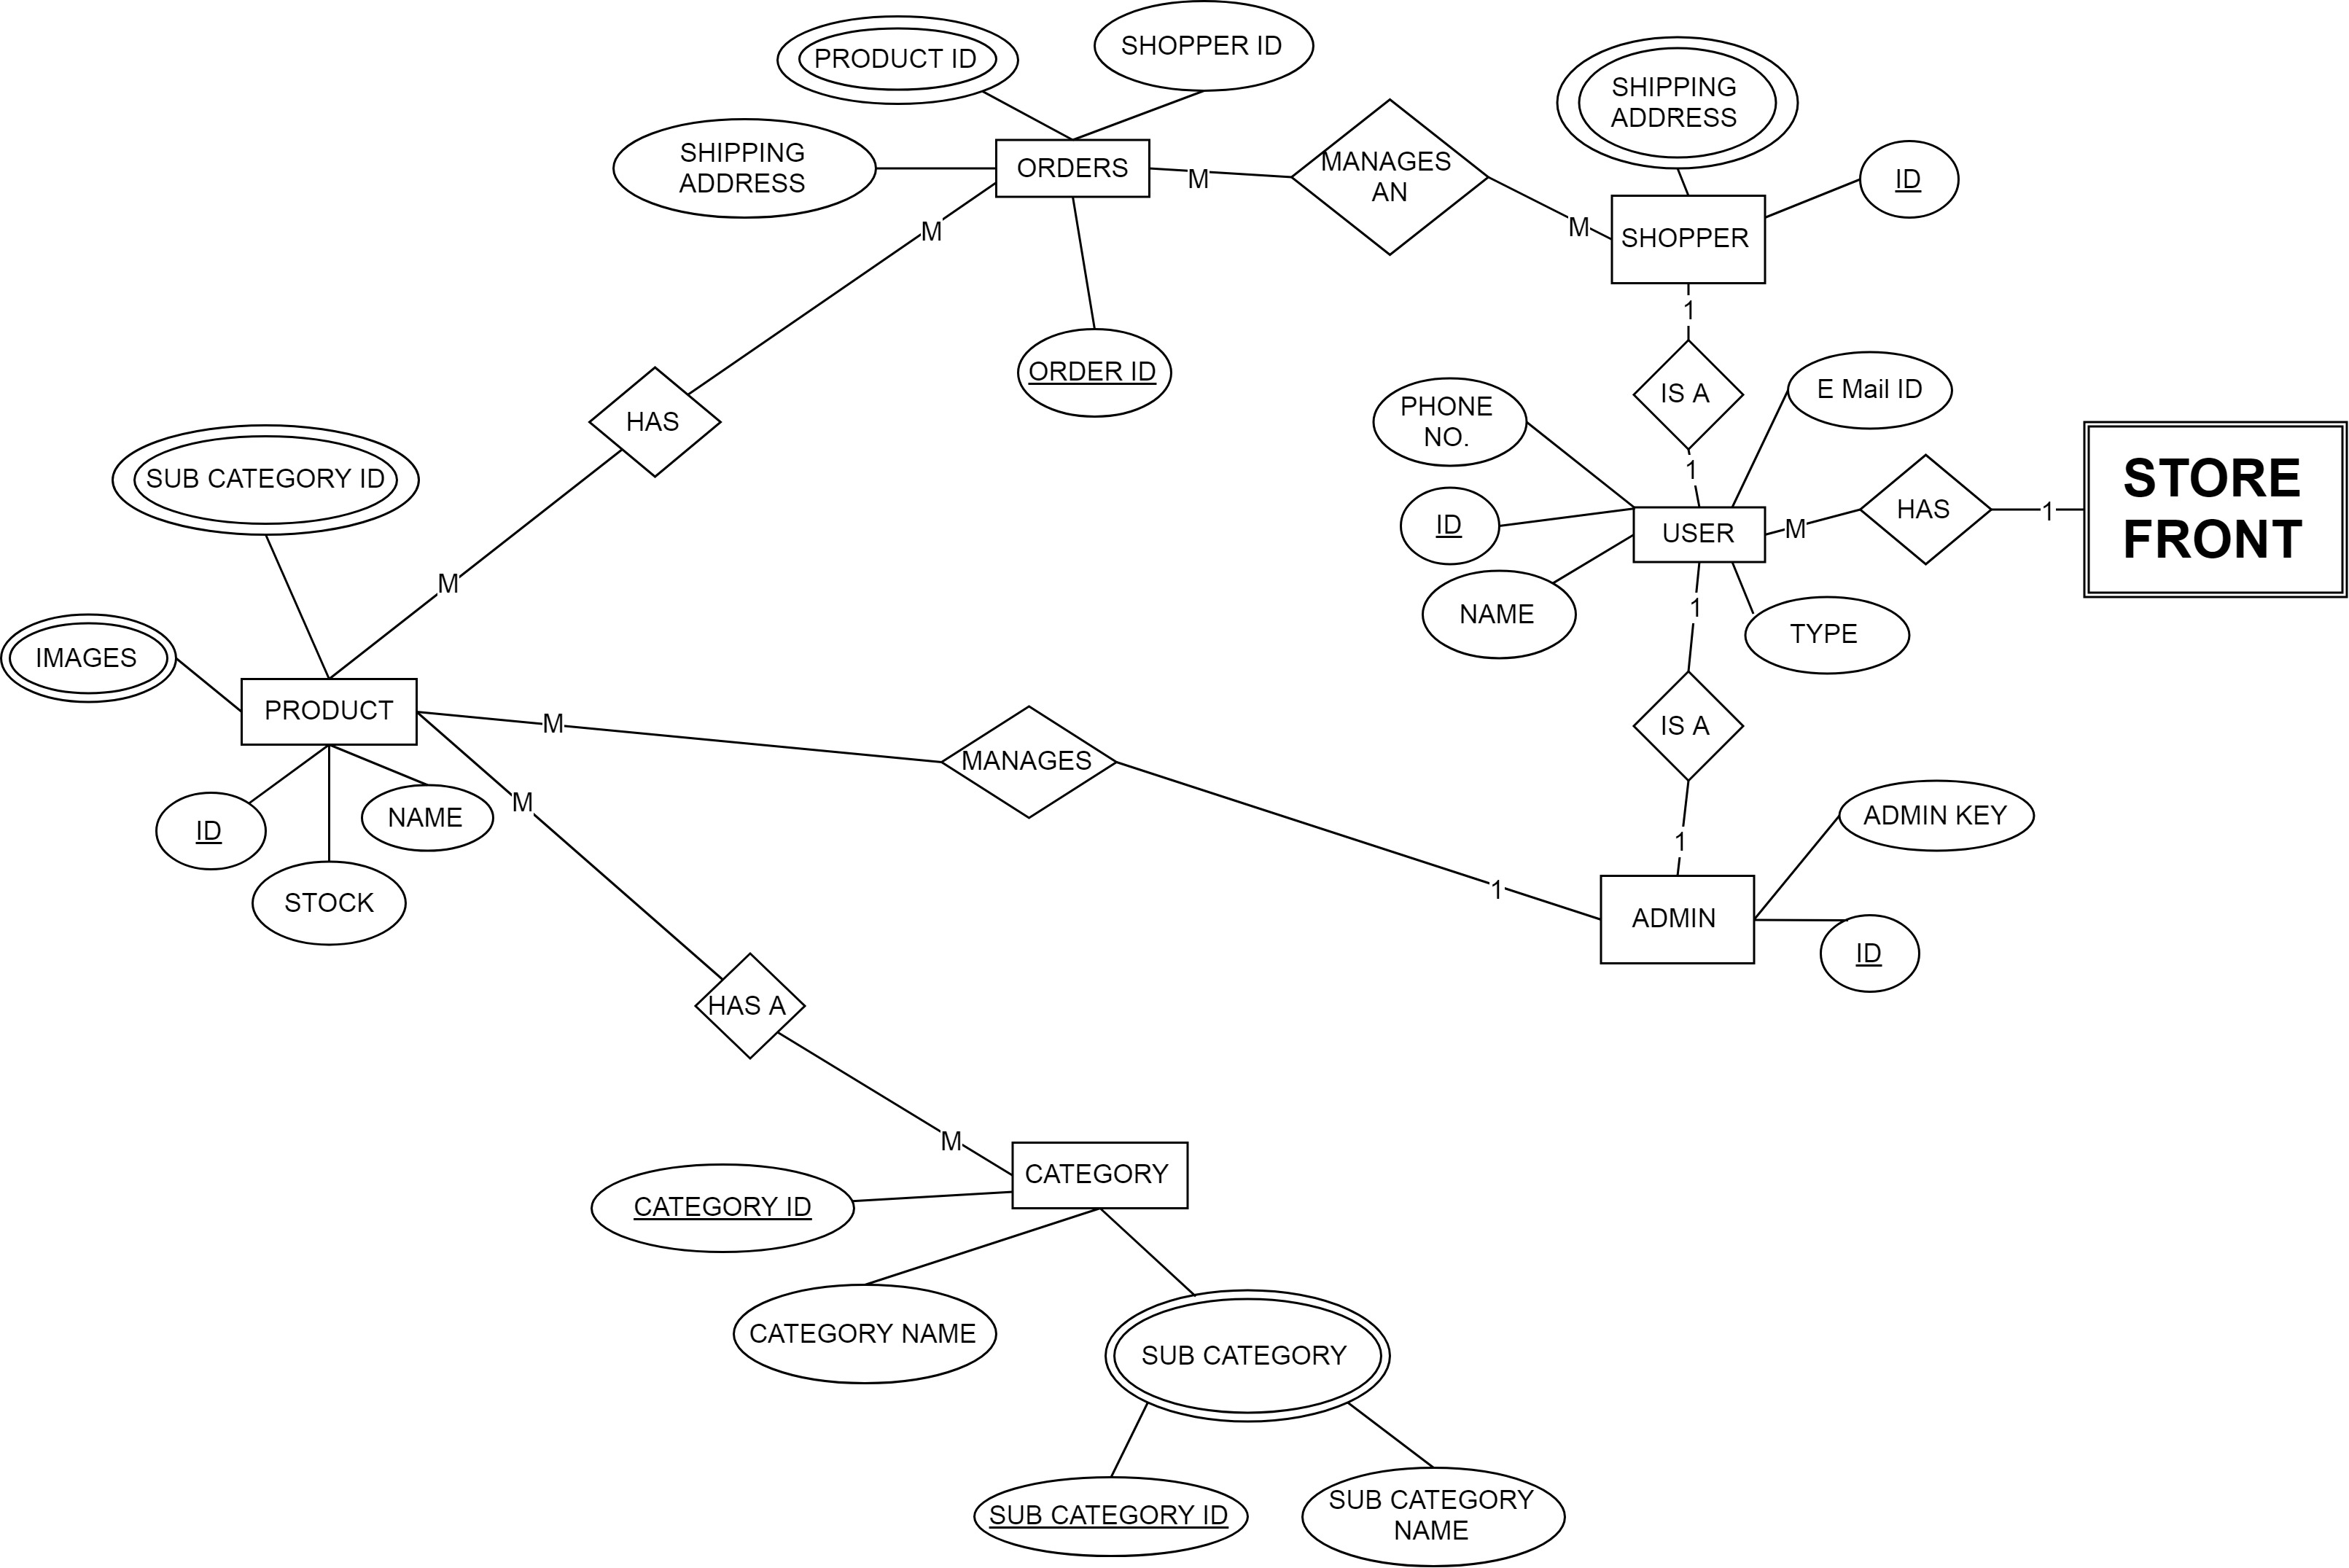 PRODUCT ID
SHOPPER ID
SHIPPING
ADDRESS
SHIPPING
ADDRESS
ORDERS
M
MANAGES
AN
M
ID
SHOPPER
M
ORDER ID
1
IS A
1
E Mail ID
PHONE
NO.
HAS
SUB CATEGORY ID
STORE
FRONT
ID
USER
M
HAS
1
M
NAME
1
TYPE
IMAGES
PRODUCT
M
MANAGES
IS A
ID
NAME
M
STOCK
1
1
ADMIN KEY
ADMIN
ID
HAS A
M
CATEGORY
CATEGORY ID
CATEGORY NAME
SUB CATEGORY
SUB CATEGORY ID
SUB CATEGORY
NAME